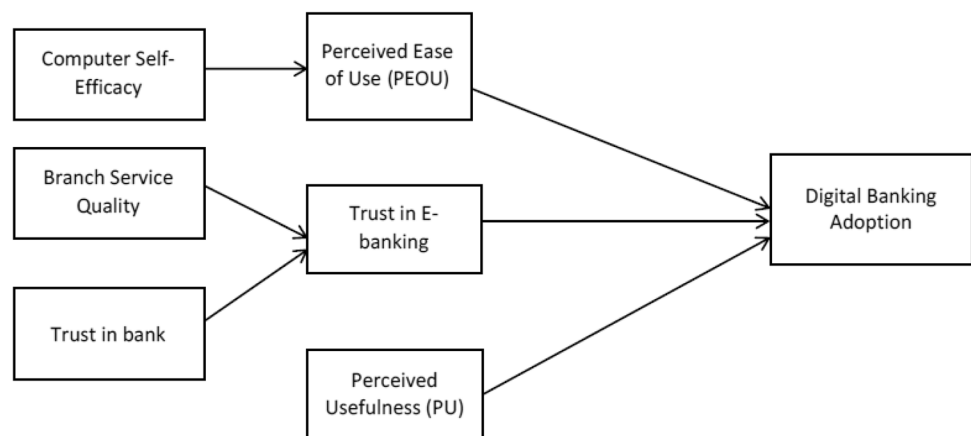 Computer Self-
Efficacy
Perceived Ease
of Use (PEOU)
Branch Service
Quality
Trust in E-
banking
Digital Banking
Adoption
Trust in bank
Perceived
Usefulness (PU)